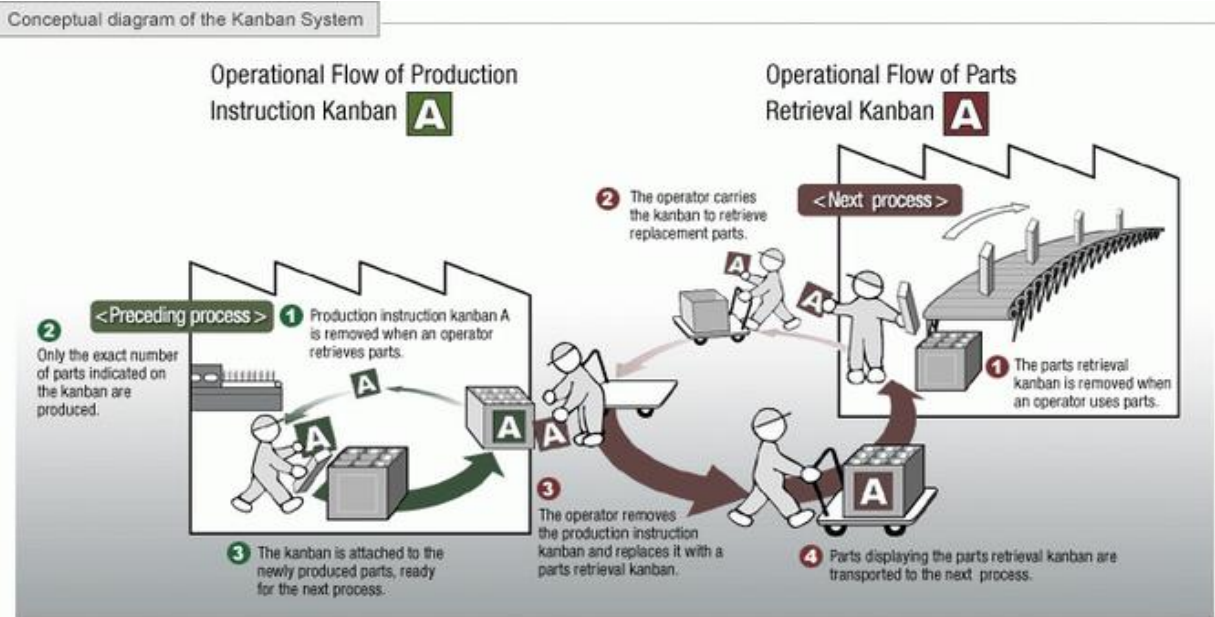 Conceptual diagram of the Kanban System
Operational Flow of Production
Instruction Kanban A
Operational Flow of Parts
Retrieval Kanban A
<Preceding process>
1 Production instruction kanban A
is removed when an operator
retrieves parts.
2
Only the exact number
of parts indicated on
the kanban are
produced.
A
A
A
A
3 The kanban is attached to the
newly produced parts, ready
for the next process.
<Next process>
1 The parts retrieval
kanban is removed when
an operator uses parts.
2 The operator carries
the kanban to retrieve
replacement parts.
A
A
3
The operator removes
the production instruction
kanban and replaces it with a
parts retrieval kanban.
A
4 Parts displaying the parts retrieval kanban are
transported to the next process.